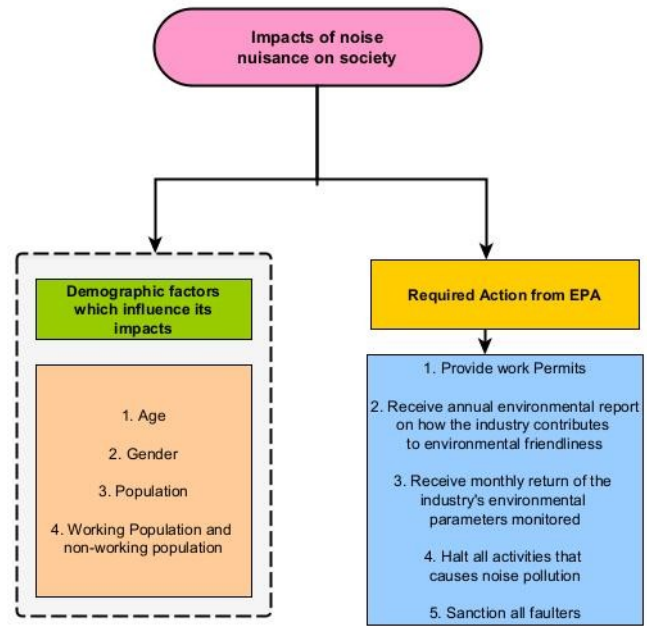 Impacts of noise
nuisance on society
Demographic factors
which influence its
impacts
1. Age
2. Gender
3. Population
4. Working Population and
non-working population
Required Action from EPA
1. Provide work Permits
2. Receive annual environmental report
on how the industry contributes
to environmental friendliness
3. Receive monthly return of the
industry's environmental
parameters monitored
4. Halt all activities that
causes noise pollution
5. Sanction all faulters